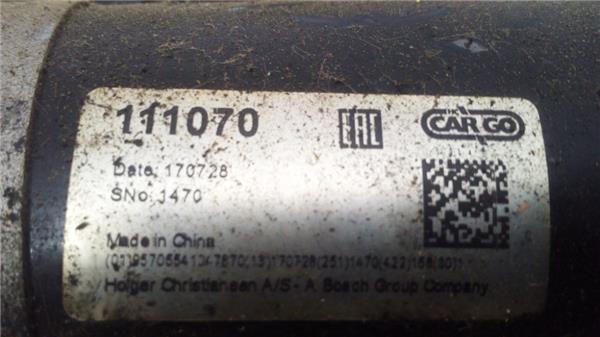 111070 EAC CARGO
Date: 170728
SNo: 1470
Made in China
Holger Christiansen A/S - A Bosch Group Company